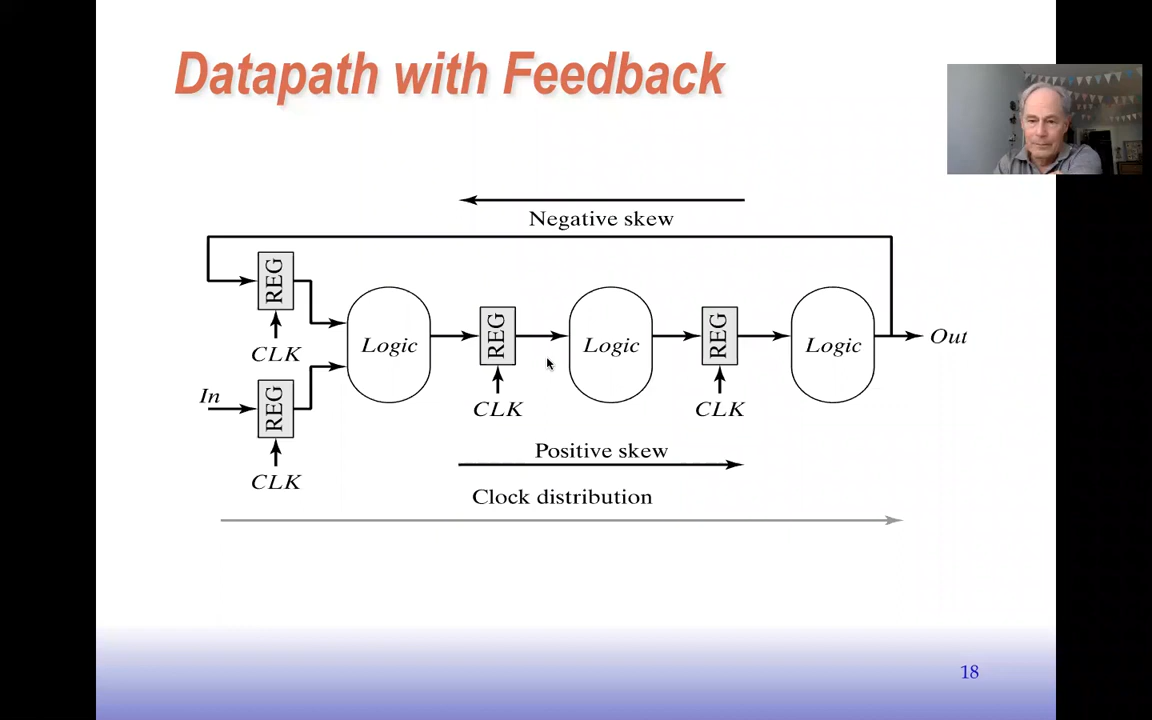 Datapath with Feedback
Negative skew
REG
CLK
In
REG
CLK
Logic
REG
CLK
Logic
REG
CLK
Logic
Out
Positive skew
Clock distribution
18